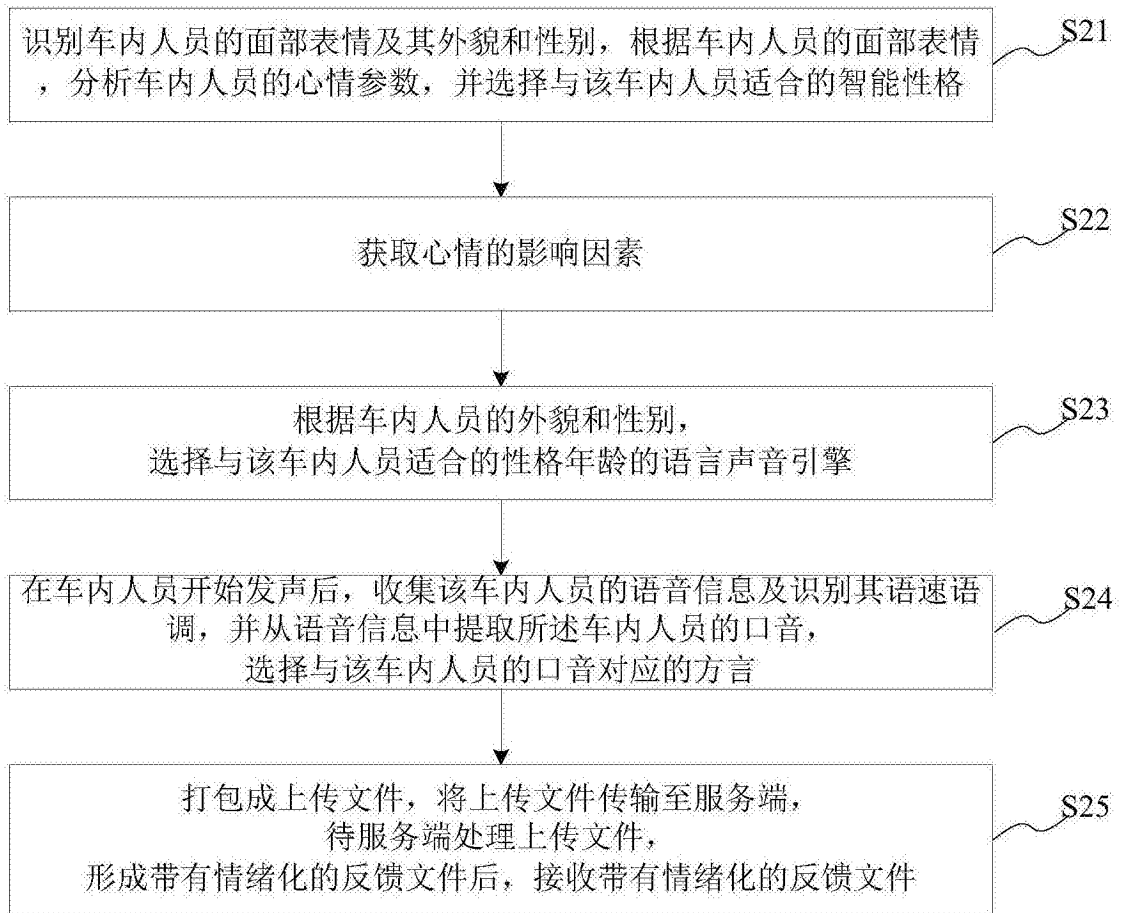 识别车内人员的面部表情及其外貌和性别，根据车内人员的面部表情
，分析车内人员的心情参数，并选择与该车内人员适合的智能性格
S21
获取心情的影响因素
S22
根据车内人员的外貌和性别，
选择与该车内人员适合的性格年龄的语言声音引擎
S23
在车内人员开始发声后，收集该车内人员的语音信息及识别其语速语
调，并从语音信息中提取所述车内人员的口音，
选择与该车内人员的口音对应的方言
S24
打包成上传文件，将上传文件传输至服务端，
待服务端处理上传文件，
形成带有情绪化的反馈文件后，接收带有情绪化的反馈文件
S25